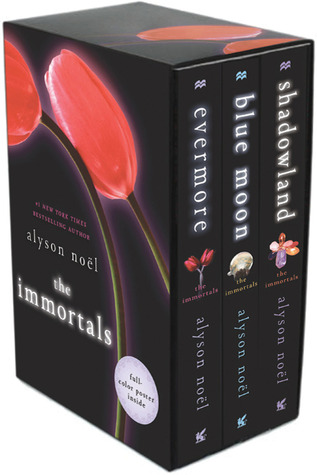 #1 NEW YORK TIMES
BESTSELLING AUTHOR
alyson noël
the
immortals
full
color poster
inside
evermore
the
immortals
alyson noël
blue moon
the
immortals
alyson noël
shadowland
the
immortals
alyson noël